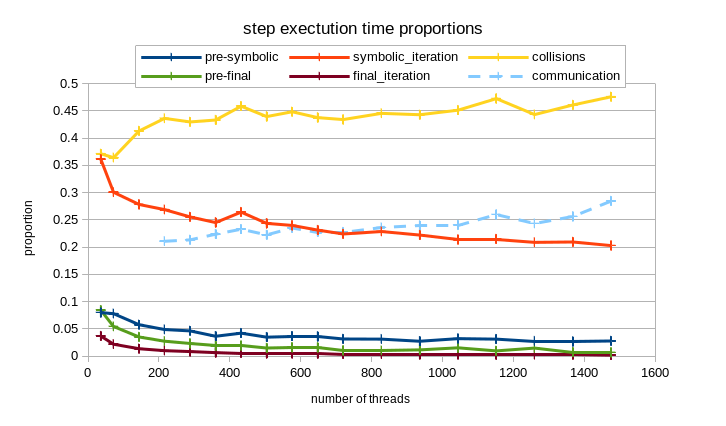 step exectution time proportions
pre-symbolic symbolic_iteration collisions
pre-final final_iteration communication
0.5
0.45
0.4
0.35
0.3
0.25
0.2
0.15
0.1
0.05
0
proportion
0 200 400 600 800 1000 1200 1400 1600
number of threads